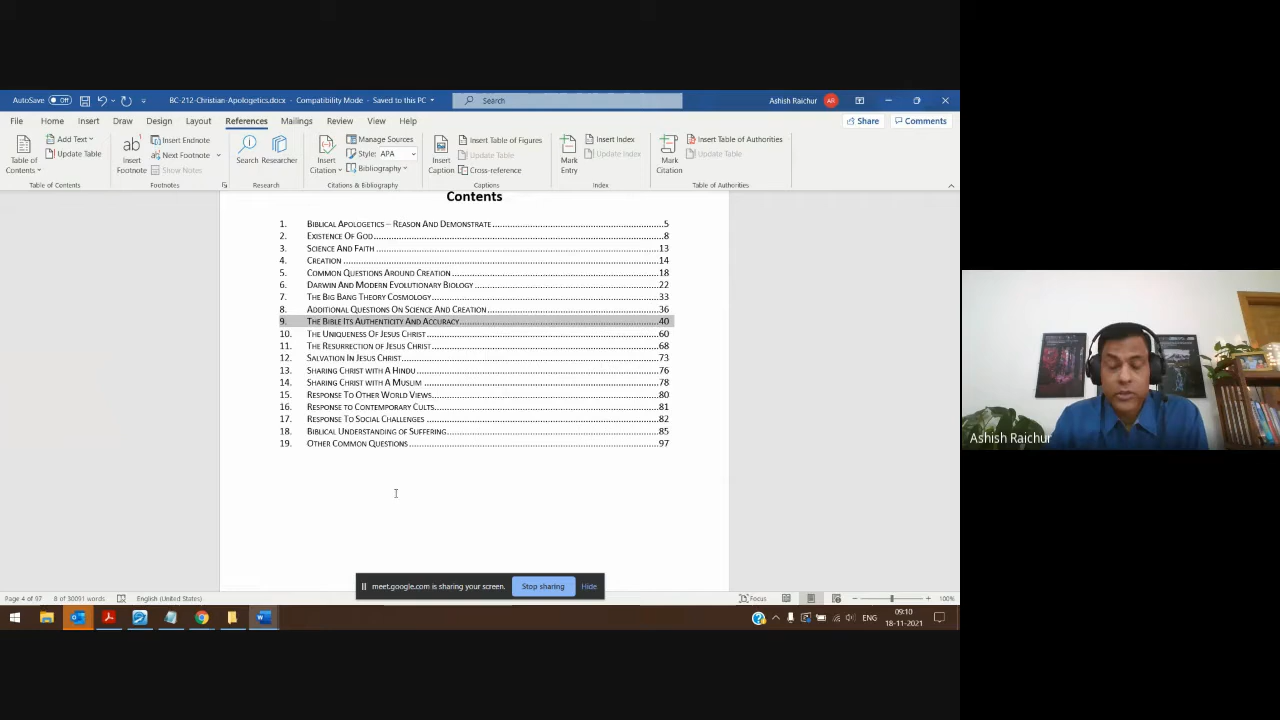 AutoSave Off BC-212-Christian-Apologetics.docx - Compatibility Mode - Saved to this PC Search Ashish Raichur AR
File Home Insert Draw Design Layout References Mailings Review View Help Share Comments
Table of Contents
Add Text
Update Table
Table of Contents
ab
Insert Footnote
Insert Endnote
Next Footnote
Show Notes
Footnotes
Search
Researcher
Research
Insert Citation
Manage Sources
Style: APA
Bibliography
Citations & Bibliography
Insert Caption
Insert Table of Figures
Update Table
Cross-reference
Captions
Mark Entry
Insert Index
Update Index
Index
Mark Citation
Insert Table of Authorities
Update Table
Table of Authorities
Contents
1. Biblical Apologetics – Reason And Demonstrate 5
2. Existence Of God 8
3. Science And Faith 13
4. Creation 14
5. Common Questions Around Creation 18
6. Darwin And Modern Evolutionary Biology 22
7. The Big Bang Theory Cosmology 33
8. Additional Questions On Science And Creation 36
9. The Bible Its Authenticity And Accuracy 40
10. The Uniqueness Of Jesus Christ 60
11. The Resurrection of Jesus Christ 68
12. Salvation In Jesus Christ 73
13. Sharing Christ with A Hindu 76
14. Sharing Christ with A Muslim 78
15. Response To Other World Views 80
16. Response to Contemporary Cults 81
17. Response To Social Challenges 82
18. Biblical Understanding of Suffering 85
19. Other Common Questions 97
Ashish Raichur
meet.google.com is sharing your screen. Stop sharing Hide
Page 4 of 97 8 of 30091 words English (United States) Focus 100%
ENG 09:10
18-11-2021